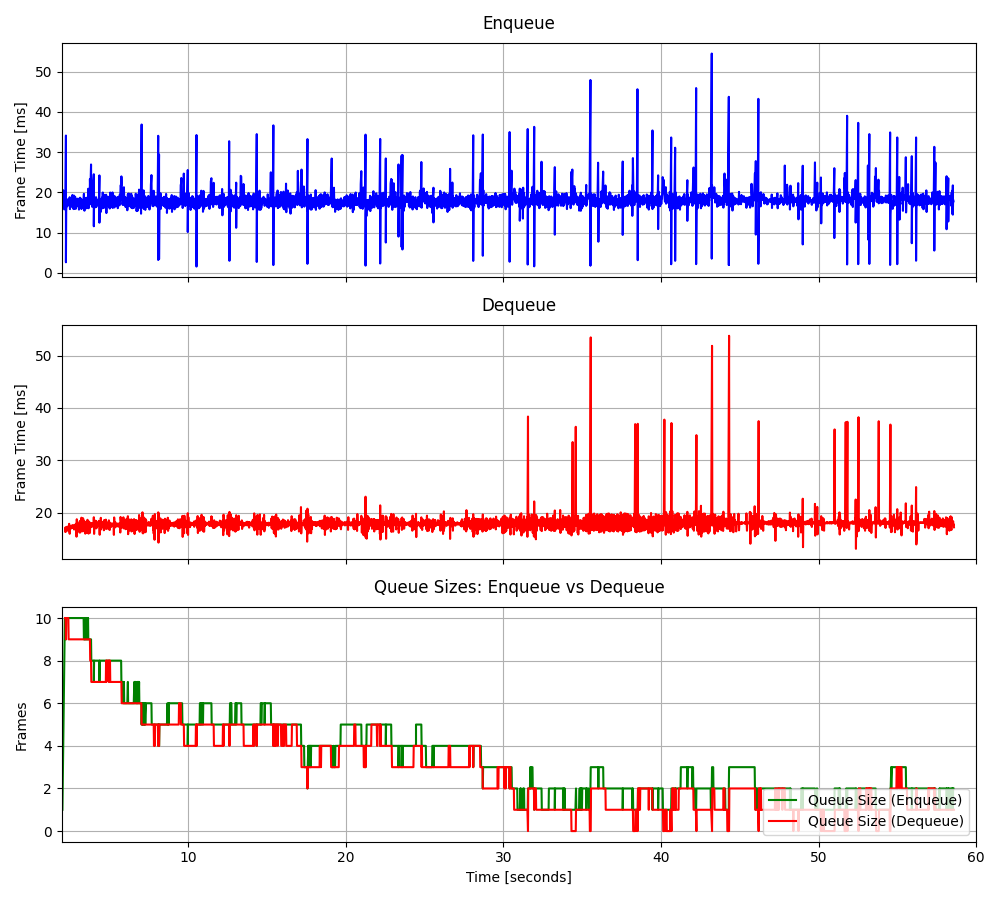 Enqueue
Frame Time [ms]
50
40
30
20
10
0
Dequeue
Frame Time [ms]
50
40
30
20
Queue Sizes: Enqueue vs Dequeue
Frames
10
8
6
4
2
0
Queue Size (Enqueue)
Queue Size (Dequeue)
10 20 30 40 50 60
Time [seconds]